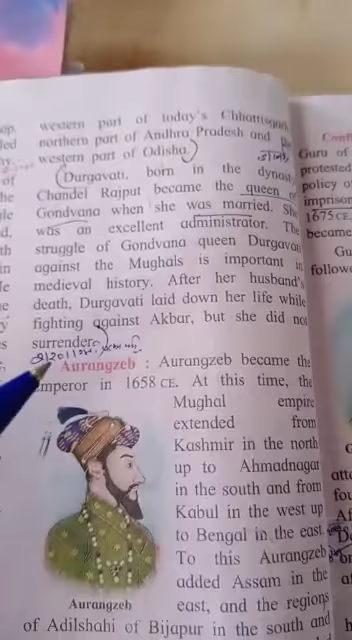 western part of today's Chhattisgarh,
northern part of Andhra Pradesh and the
western part of Odisha.
Durgavati, born in the dynasty
Chandel Rajput became the queen of
Gondvana when she was married. She
was an excellent administrator. The
struggle of Gondvana queen Durgavati
against the Mughals is important in
medieval history. After her husband's
death, Durgavati laid down her life while
fighting against Akbar, but she did not
surrender.
Aurangzeb : Aurangzeb became the
emperor in 1658 CE. At this time, the
Mughal empire
extended from
Kashmir in the north
up to Ahmadnagar
in the south and from
Kabul in the west up
to Bengal in the east.
To this Aurangzeb
added Assam in the
east, and the regions
Aurangzeb
of Adilshahi of Bijapur in the south and
Guru of
protested
policy of
1675 CE.
became
Gu
followe